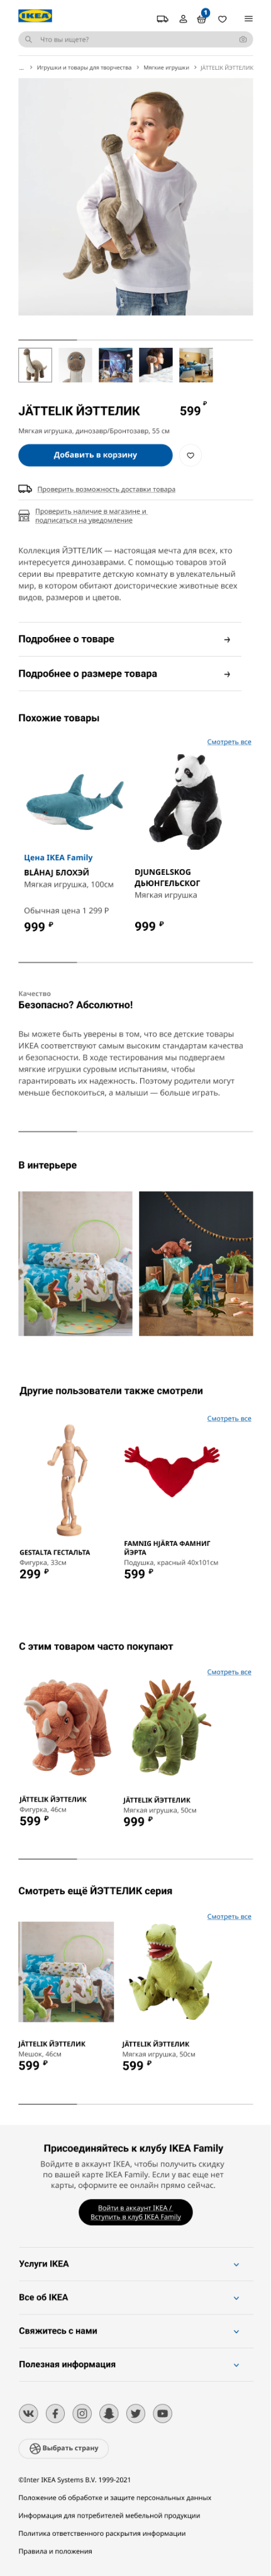 IKEA
1
Что вы ищете?
... > Игрушки и товары для творчества > Мягкие игрушки > JÄTTELIK ЙЭТТЕЛИК
JÄTTELIK ЙЭТТЕЛИК 599 ₽
Мягкая игрушка, динозавр/Бронтозавр, 55 см
Добавить в корзину
Проверить возможность доставки товара
Проверить наличие в магазине и
подписаться на уведомление
Коллекция ЙЭТТЕЛИК — настоящая мечта для всех, кто
интересуется динозаврами. С помощью товаров этой
серии вы превратите детскую комнату в увлекательный
мир, в котором обитают доисторические животные всех
видов, размеров и цветов.
Подробнее о товаре
Подробнее о размере товара
Похожие товары
Смотреть все
Цена IKEA Family
BLÅHAJ БЛОХЭЙ
Мягкая игрушка, 100см
Обычная цена 1 299 Р
999 ₽
DJUNGELSKOG
ДЬЮНГЕЛЬСКОГ
Мягкая игрушка
999 ₽
Качество
Безопасно? Абсолютно!
Вы можете быть уверены в том, что все детские товары
ИКЕА соответствуют самым высоким стандартам качества
и безопасности. В ходе тестирования мы подвергаем
мягкие игрушки суровым испытаниям, чтобы
гарантировать их надежность. Поэтому родители могут
меньше беспокоиться, а малыши — больше играть.
В интерьере
Другие пользователи также смотрели
Смотреть все
GESTALTA ГЕСТАЛЬТА
Фигурка, 33см
299 ₽
FAMNIG HJÄRTA ФАМНИГ
ЙЭРТА
Подушка, красный 40х101см
599 ₽
С этим товаром часто покупают
Смотреть все
JÄTTELIK ЙЭТТЕЛИК
Фигурка, 46см
599 ₽
JÄTTELIK ЙЭТТЕЛИК
Мягкая игрушка, 50см
999 ₽
Смотреть ещё ЙЭТТЕЛИК серия
Смотреть все
JÄTTELIK ЙЭТТЕЛИК
Мешок, 46см
599 ₽
JÄTTELIK ЙЭТТЕЛИК
Мягкая игрушка, 50см
599 ₽
Присоединяйтесь к клубу IKEA Family
Войдите в аккаунт IKEA, чтобы получить скидку
по вашей карте IKEA Family. Если у вас еще нет
карты, оформите ее онлайн прямо сейчас.
Войти в аккаунт IKEA /
Вступить в клуб IKEA Family
Услуги IKEA
Все об IKEA
Свяжитесь с нами
Полезная информация
Выбрать страну
©Inter IKEA Systems B.V. 1999-2021
Положение об обработке и защите персональных данных
Информация для потребителей мебельной продукции
Политика ответственного раскрытия информации
Правила и положения